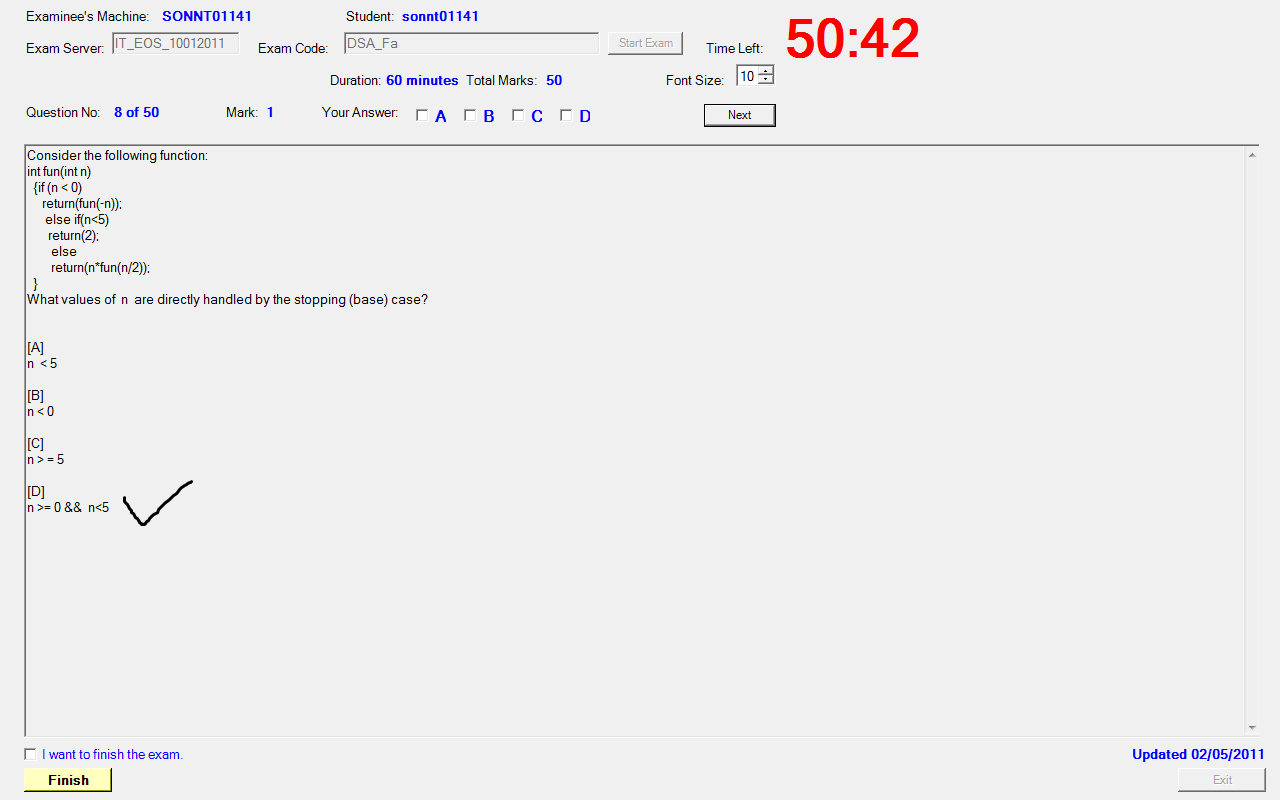 Examinee's Machine: SONNT01141 Student: sonnt01141
Exam Server: IT_EOS_10012011 Exam Code: DSA_Fa Start Exam Time Left: 50:42
Duration: 60 minutes Total Marks: 50 Font Size: 10
Question No: 8 of 50 Mark: 1 Your Answer: A B C D Next
Consider the following function:
int fun(int n)
{if (n < 0)
return(fun(-n));
else if(n<5)
return(2);
else
return(n*fun(n/2));
}
What values of n are directly handled by the stopping (base) case?
[A]
n < 5
[B]
n < 0
[C]
n > = 5
[D]
n >= 0 && n<5
I want to finish the exam. Updated 02/05/2011
Finish Exit